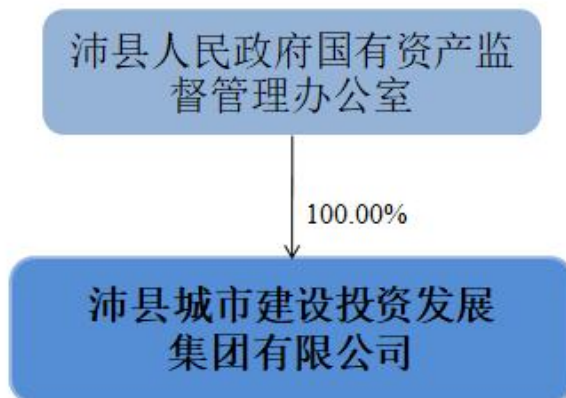 沛县人民政府国有资产监
督管理办公室
100.00%
沛县城市建设投资发展
集团有限公司